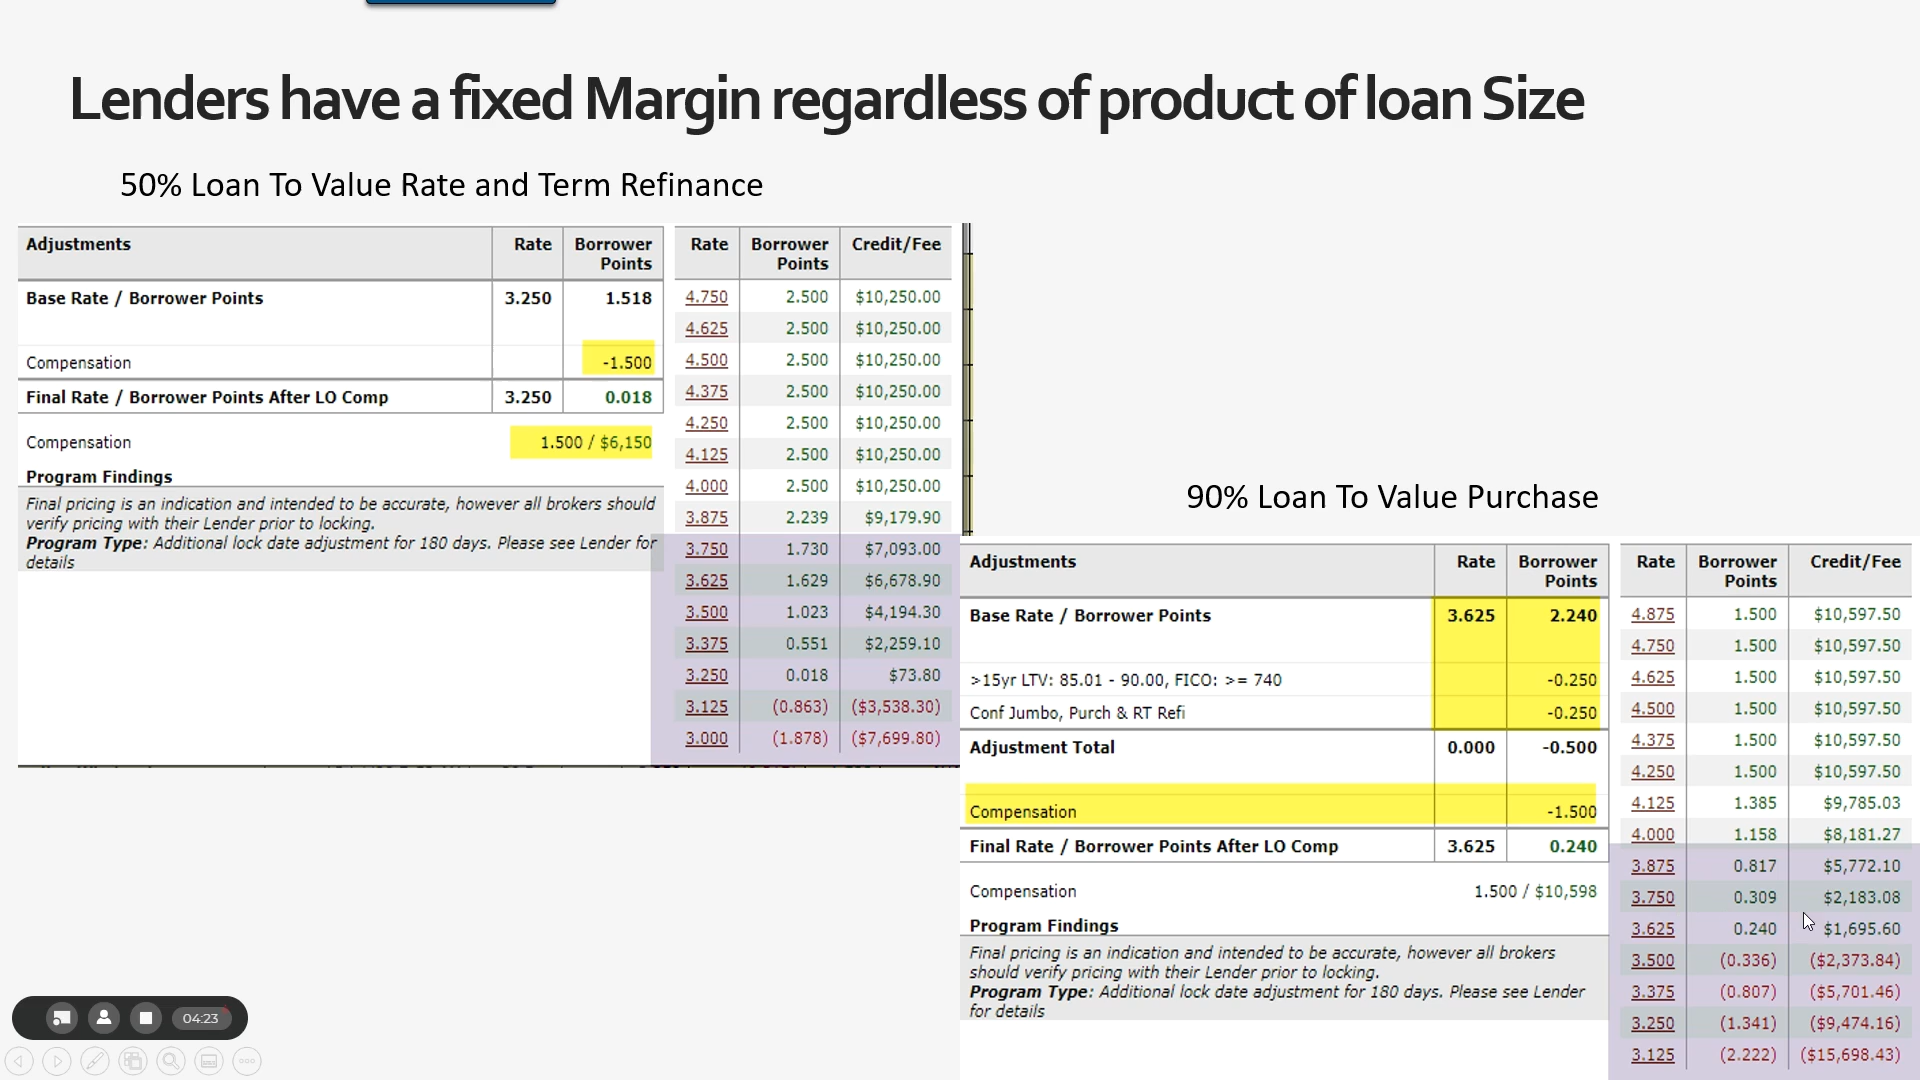 Lenders have a fixed Margin regardless of product of loan Size
50% Loan To Value Rate and Term Refinance
Adjustments Rate Borrower Points
Base Rate / Borrower Points 3.250 1.518
Compensation -1.500
Final Rate / Borrower Points After LO Comp 3.250 0.018
Compensation 1.500 / $6,150
Program Findings
Final pricing is an indication and intended to be accurate, however all brokers should
verify pricing with their Lender prior to locking.
Program Type: Additional lock date adjustment for 180 days. Please see Lender for
details
Rate Borrower Points Credit/Fee
4.750 2.500 $10,250.00
4.625 2.500 $10,250.00
4.500 2.500 $10,250.00
4.375 2.500 $10,250.00
4.250 2.500 $10,250.00
4.125 2.500 $10,250.00
4.000 2.500 $10,250.00
3.875 2.239 $9,179.90
3.750 1.730 $7,093.00
3.625 1.629 $6,678.90
3.500 1.023 $4,194.30
3.375 0.551 $2,259.10
3.250 0.018 $73.80
3.125 (0.863) ($3,538.30)
3.000 (1.878) ($7,699.80)
90% Loan To Value Purchase
Adjustments Rate Borrower Points
Base Rate / Borrower Points 3.625 2.240
>15yr LTV: 85.01 - 90.00, FICO: >= 740 -0.250
Conf Jumbo, Purch & RT Refi -0.250
Adjustment Total 0.000 -0.500
Compensation -1.500
Final Rate / Borrower Points After LO Comp 3.625 0.240
Compensation 1.500 / $10,598
Program Findings
Final pricing is an indication and intended to be accurate, however all brokers
should verify pricing with their Lender prior to locking.
Program Type: Additional lock date adjustment for 180 days. Please see Lender
for details
Rate Borrower Points Credit/Fee
4.875 1.500 $10,597.50
4.750 1.500 $10,597.50
4.625 1.500 $10,597.50
4.500 1.500 $10,597.50
4.375 1.500 $10,597.50
4.250 1.500 $10,597.50
4.125 1.385 $9,785.03
4.000 1.158 $8,181.27
3.875 0.817 $5,772.10
3.750 0.309 $2,183.08
3.625 0.240 $1,695.60
3.500 (0.336) ($2,373.84)
3.375 (0.807) ($5,701.46)
3.250 (1.341) ($9,474.16)
3.125 (2.222) ($15,698.43)
04:23